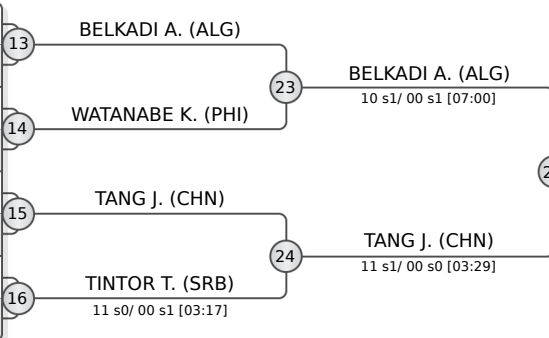 BELKADI A. (ALG)
13
BELKADI A. (ALG)
23
10 s1/ 00 s1 [07:00]
WATANABE K. (PHI)
14
TANG J. (CHN)
15
TANG J. (CHN)
24
11 s1/ 00 s0 [03:29]
TINTOR T. (SRB)
16
11 s0/ 00 s1 [03:17]